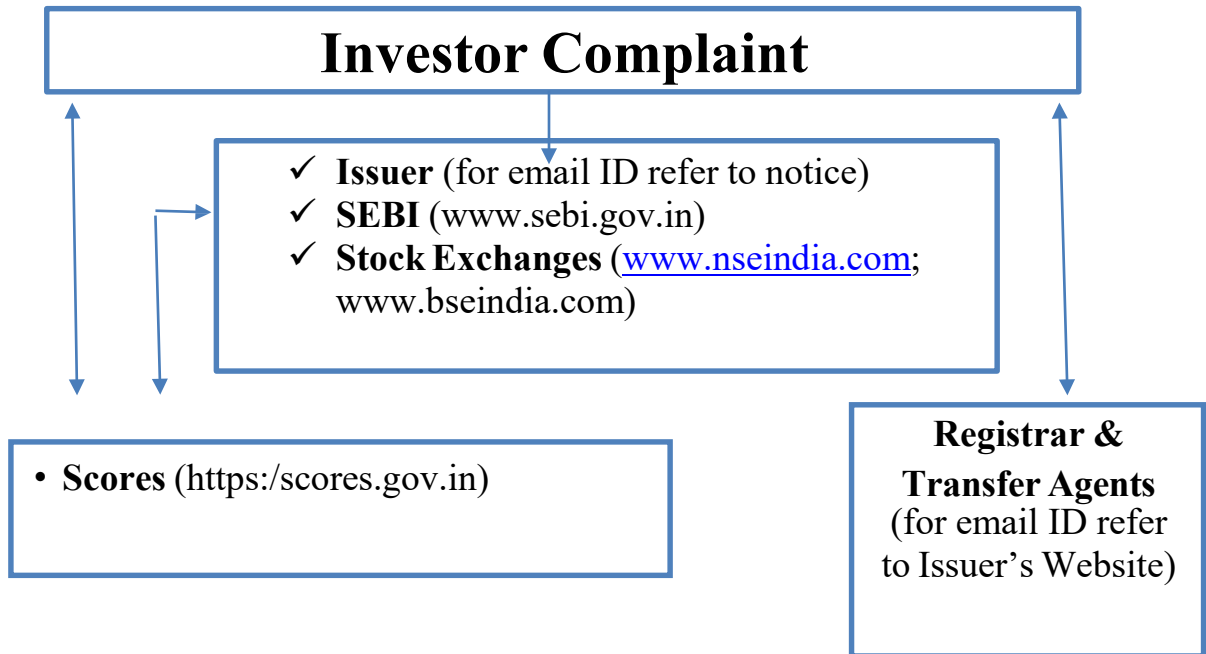 Investor Complaint
✓ Issuer (for email ID refer to notice)
✓ SEBI (www.sebi.gov.in)
✓ Stock Exchanges (www.nseindia.com;
www.bseindia.com)
• Scores (https:/scores.gov.in)
Registrar &
Transfer Agents
(for email ID refer
to Issuer’s Website)